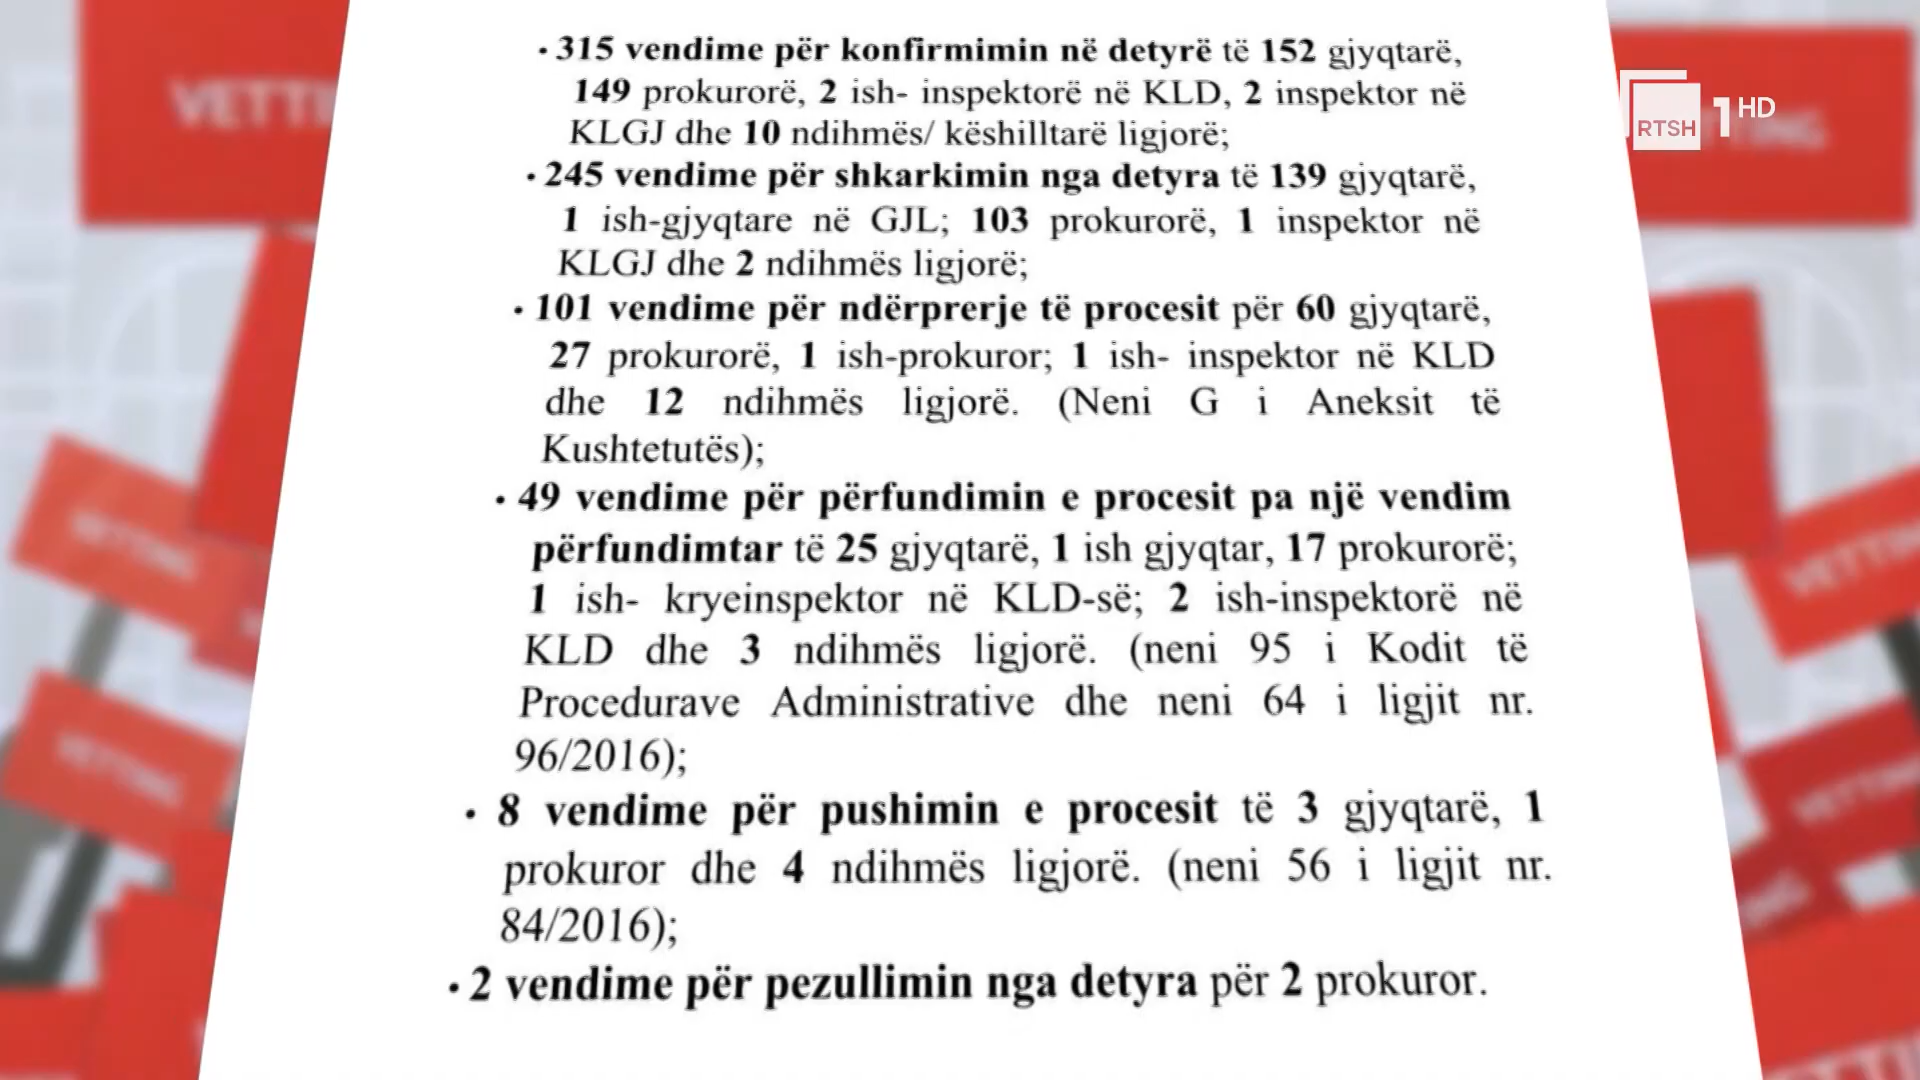 • 315 vendime për konfirmimin në detyrë të 152 gjyqtarë,
149 prokurorë, 2 ish- inspektorë në KLD, 2 inspektor në
KLGJ dhe 10 ndihmës/ këshilltarë ligjorë;
• 245 vendime për shkarkimin nga detyra të 139 gjyqtarë,
1 ish-gjyqtare në GJL; 103 prokurorë, 1 inspektor në
KLGJ dhe 2 ndihmës ligjorë;
• 101 vendime për ndërprerje të procesit për 60 gjyqtarë,
27 prokurorë, 1 ish-prokuror; 1 ish- inspektor në KLD
dhe 12 ndihmës ligjorë. (Neni G i Aneksit të
Kushtetutës);
• 49 vendime për përfundimin e procesit pa një vendim
përfundimtar të 25 gjyqtarë, 1 ish gjyqtar, 17 prokurorë;
1 ish- kryeinspektor në KLD-së; 2 ish-inspektorë në
KLD dhe 3 ndihmës ligjorë. (neni 95 i Kodit të
Procedurave Administrative dhe neni 64 i ligjit nr.
96/2016);
• 8 vendime për pushimin e procesit të 3 gjyqtarë, 1
prokuror dhe 4 ndihmës ligjorë. (neni 56 i ligjit nr.
84/2016);
• 2 vendime për pezullimin nga detyra për 2 prokuror.
RTSH 1 HD
VETTI
TING
VETTING
VETTING
VETTING
VETTING